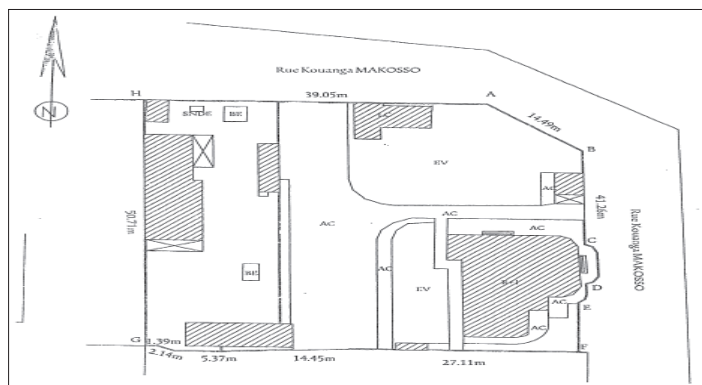 Rue Kouanga MAKOSSO
H
39.05m
A
14.49m
N
SNDE
BE
LC
B
EV
AC
41.26m
Rue Kouanga MAKOSSO
AC
AC
AC
50.71m
C
AC
BE
EV
R+1
D
AC
E
AC
G
1.39m
2.14m
5.37m
14.45m
27.11m
F